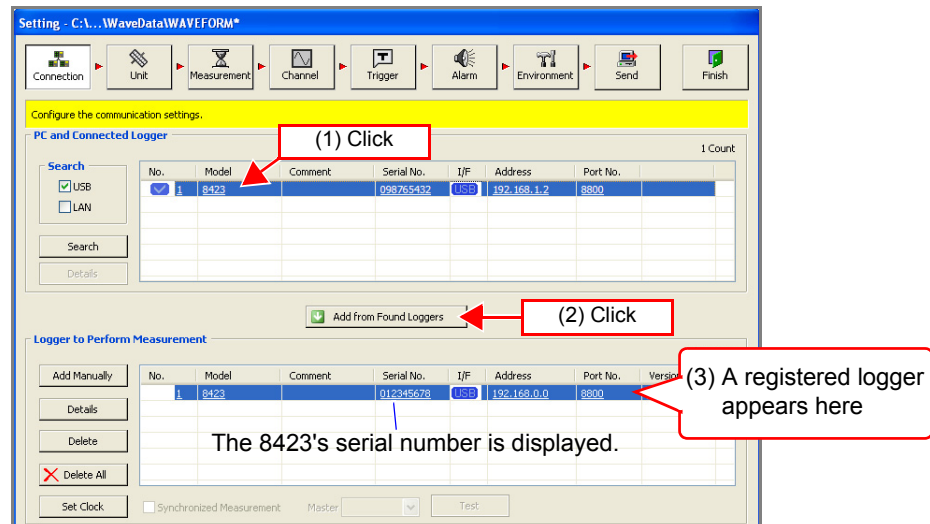 Setting - C:\...\WaveData\WAVEFORM*
Connection Unit Measurement Channel Trigger Alarm Environment Send Finish
Configure the communication settings.
PC and Connected Logger
(1) Click
1 Count
Search
USB
LAN
Search
Details
No. Model Comment Serial No. I/F Address Port No.
1 8423 098765432 USB 192.168.1.2 8800
Add from Found Loggers
(2) Click
Logger to Perform Measurement
Add Manually
Details
Delete
Delete All
Set Clock
No. Model Comment Serial No. I/F Address Port No. Version
1 8423 012345678 USB 192.168.0.0 8800
(3) A registered logger
appears here
The 8423's serial number is displayed.
Synchronized Measurement Master Test